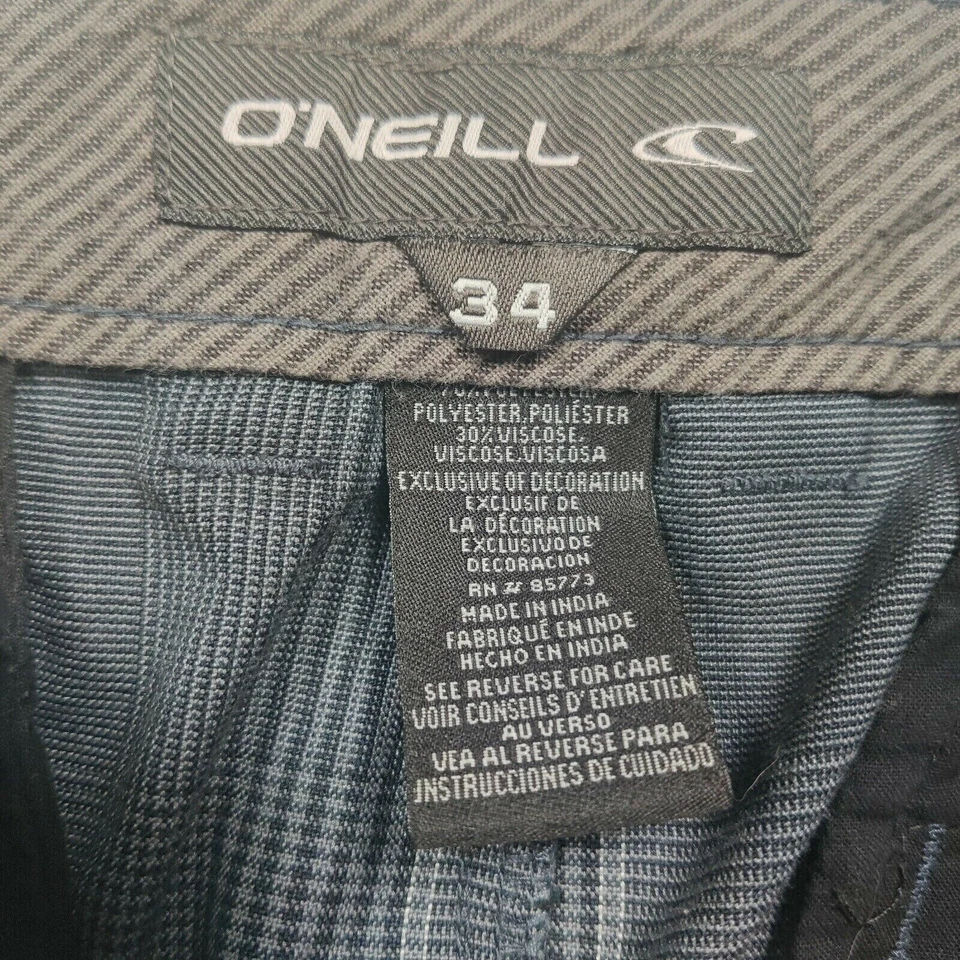 O'NEILL
34
POLYESTER, POLIÉSTER
30% VISCOSE,
VISCOSE, VISCOSA
EXCLUSIVE OF DECORATION
EXCLUSIF DE
LA DÉCORATION
EXCLUSIVO DE
DECORACION
RN # 85773
MADE IN INDIA
FABRIQUÉ EN INDE
HECHO EN INDIA
SEE REVERSE FOR CARE
VOIR CONSEILS D'ENTRETIEN
AU VERSO
VEA AL REVERSE PARA
INSTRUCCIONES DE CUIDADO